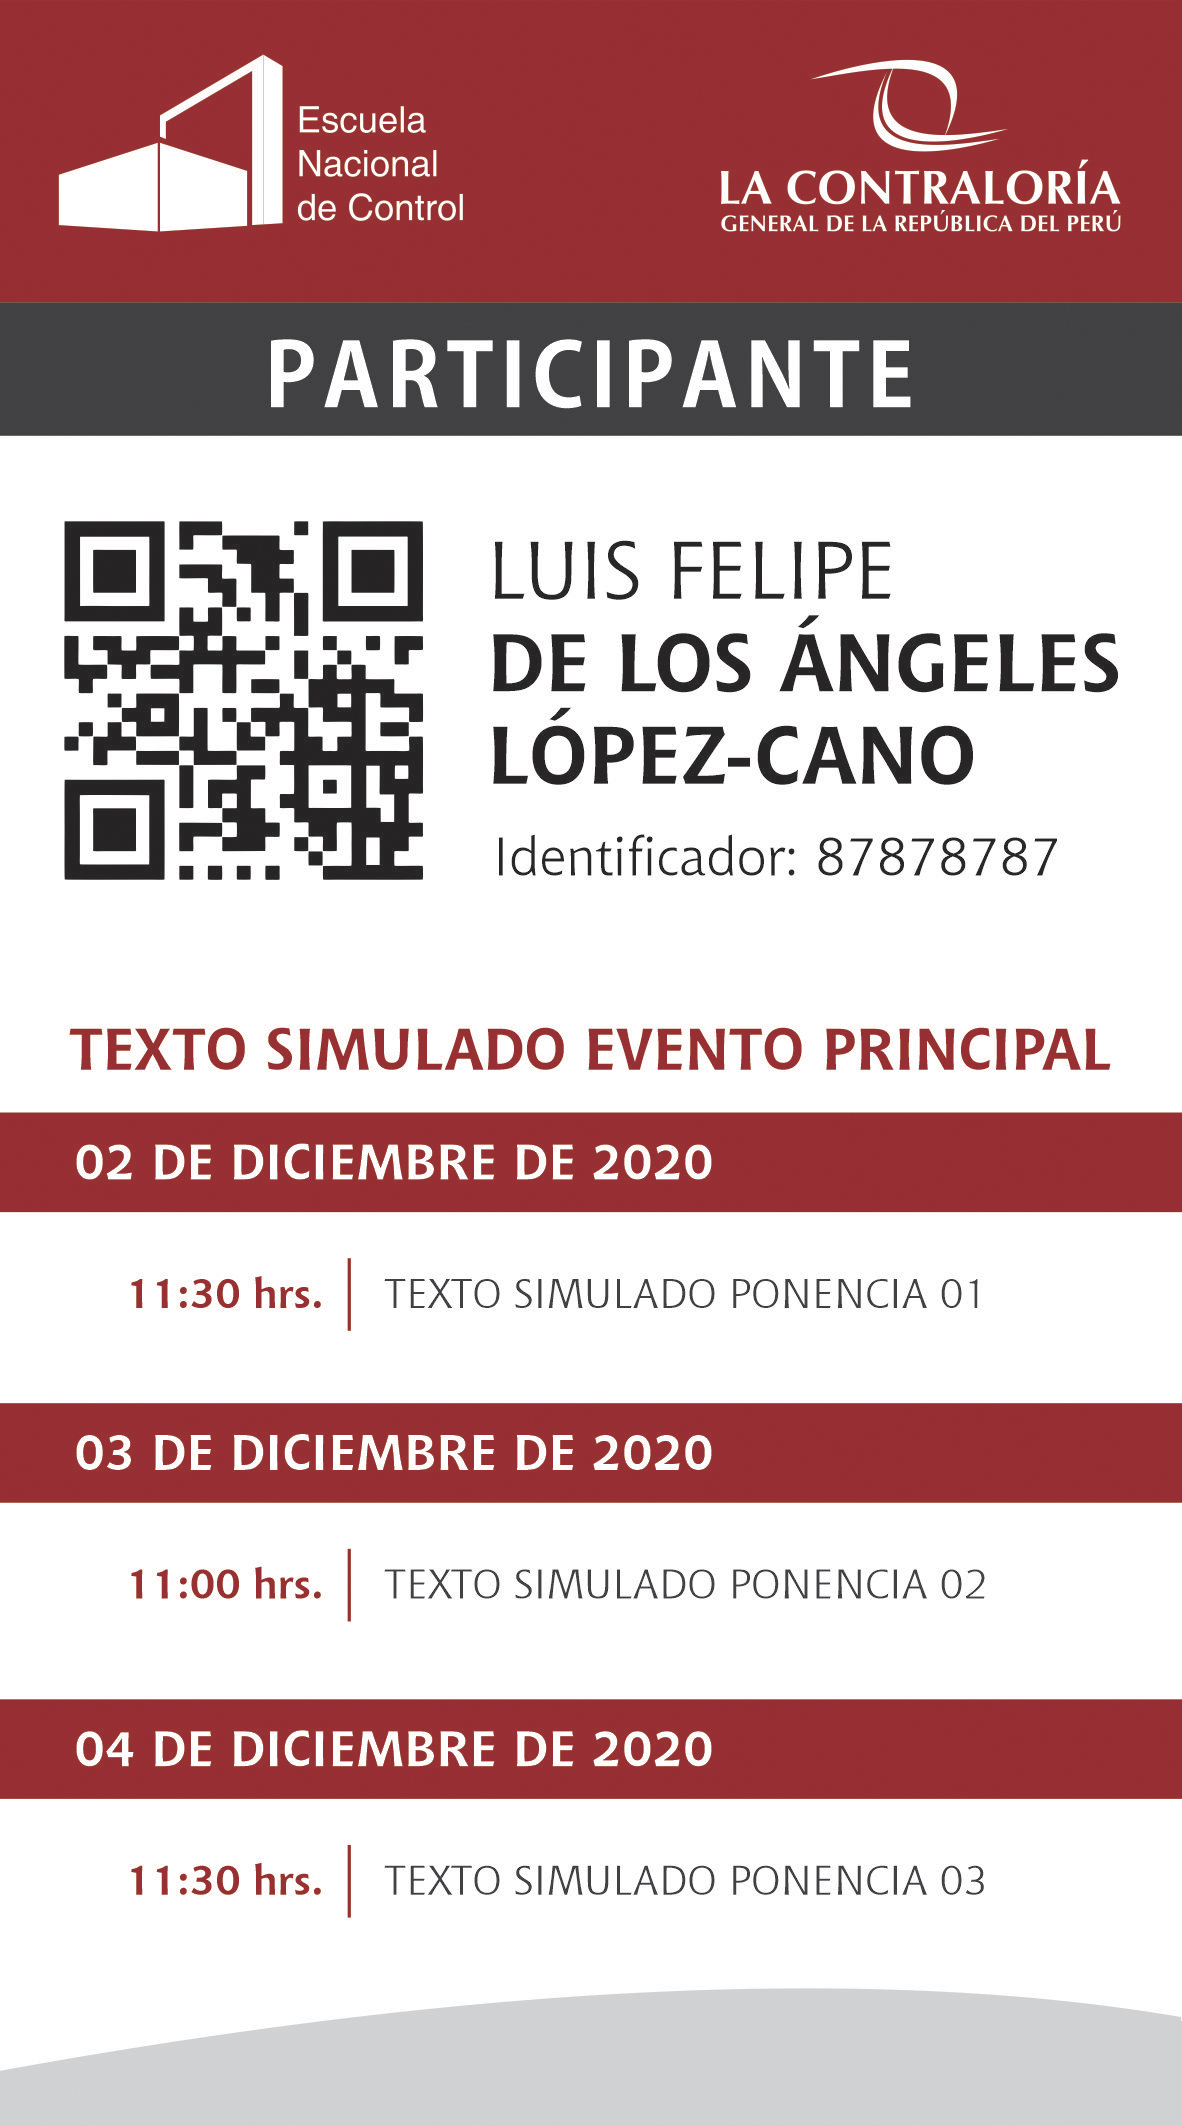 Escuela
Nacional
de Control
LA CONTRALORÍA
GENERAL DE LA REPÚBLICA DEL PERÚ
PARTICIPANTE
LUIS FELIPE
DE LOS ÁNGELES
LÓPEZ-CANO
Identificador: 87878787
TEXTO SIMULADO EVENTO PRINCIPAL
02 DE DICIEMBRE DE 2020
11:30 hrs. TEXTO SIMULADO PONENCIA 01
03 DE DICIEMBRE DE 2020
11:00 hrs. TEXTO SIMULADO PONENCIA 02
04 DE DICIEMBRE DE 2020
11:30 hrs. TEXTO SIMULADO PONENCIA 03